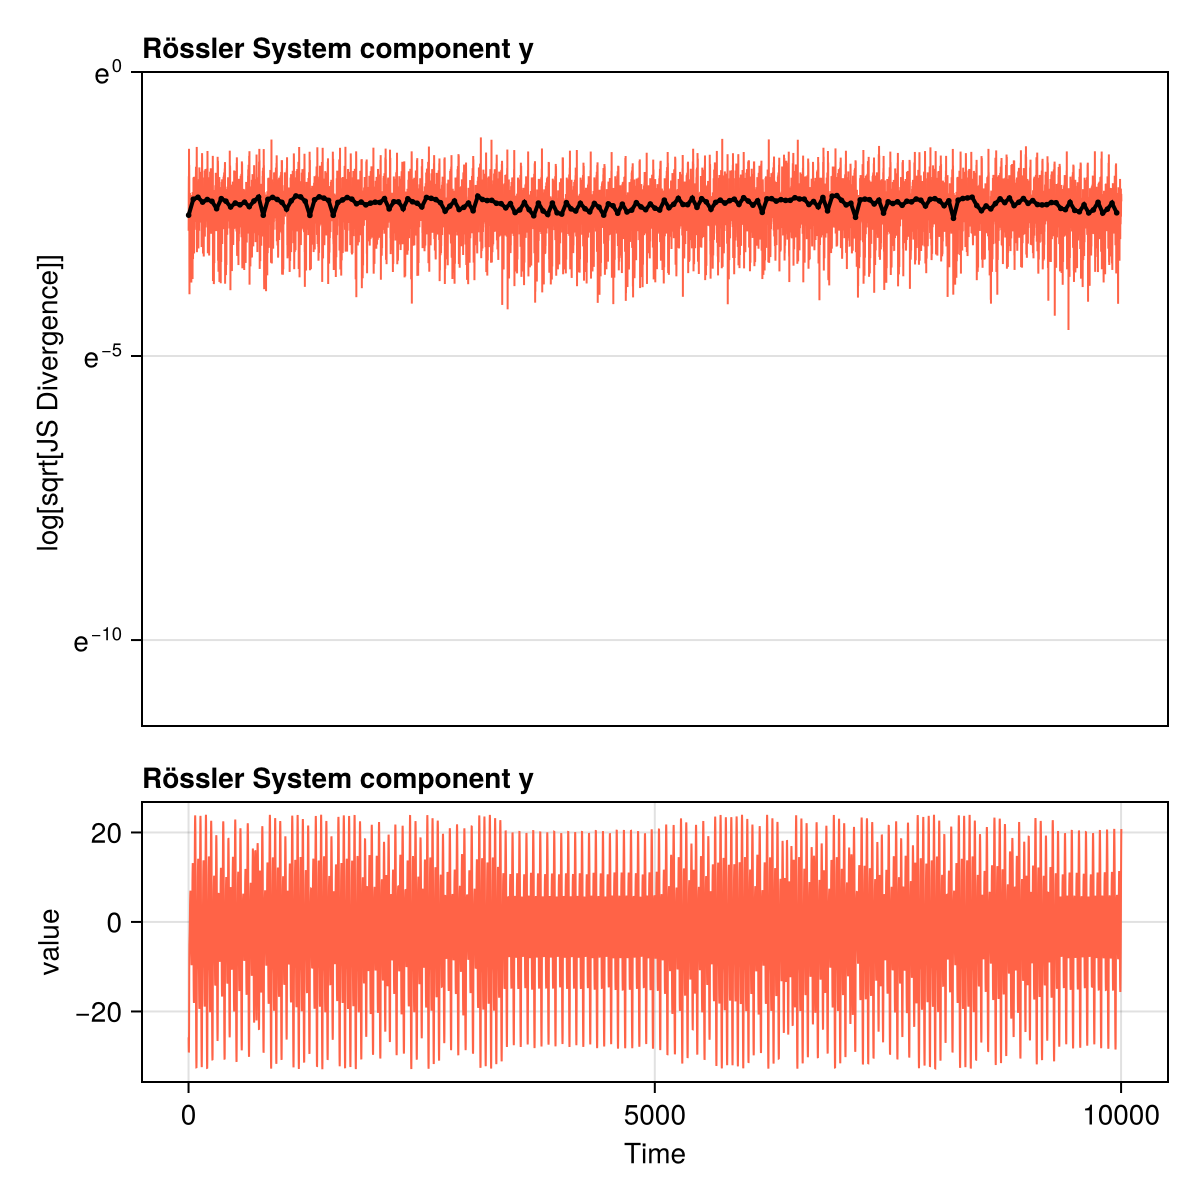 Rössler System component y
e⁰
e⁻⁵
e⁻¹⁰
log[sqrt[JS Divergence]]
Rössler System component y
20
0
−20
value
0
5000
10000
Time